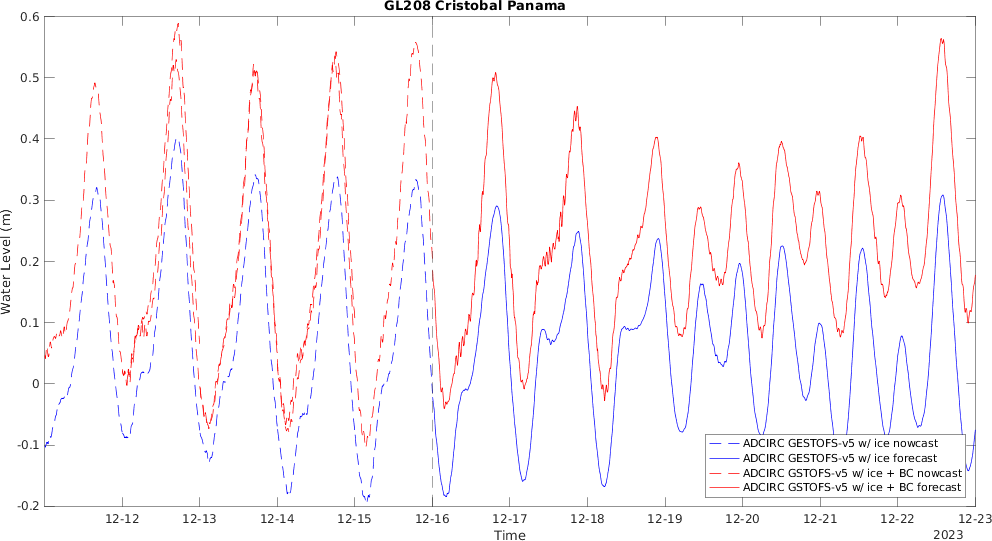 GL208 Cristobal Panama
0.6
0.5
0.4
0.3
0.2
0.1
0
-0.1
-0.2
Water Level (m)
ADCIRC GESTOFS-v5 w/ ice nowcast
ADCIRC GESTOFS-v5 w/ ice forecast
ADCIRC GSTOFS-v5 w/ ice + BC nowcast
ADCIRC GSTOFS-v5 w/ ice + BC forecast
12-12 12-13 12-14 12-15 12-16 12-17 12-18 12-19 12-20 12-21 12-22 12-23
Time
2023